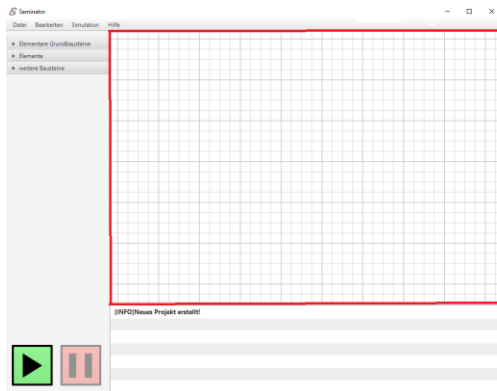 Seminator
Datei Bearbeiten Simulation Hilfe
Elementare Grundbausteine
Elemente
weitere Bausteine
[INFO]Neues Projekt erstellt!